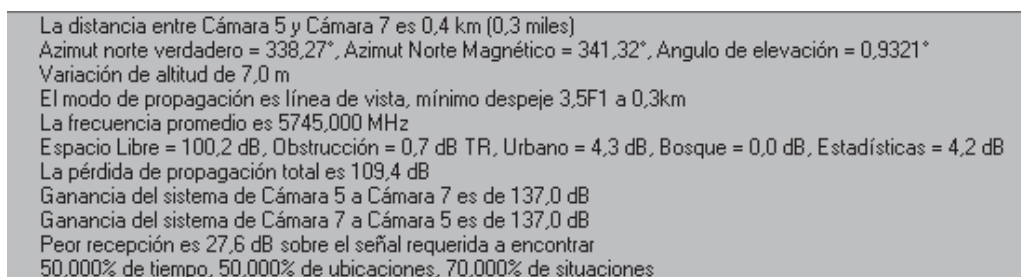 La distancia entre Cámara 5 y Cámara 7 es 0,4 km (0,3 miles)
Azimut norte verdadero = 338,27°, Azimut Norte Magnético = 341,32°, Angulo de elevación = 0,9321°
Variación de altitud de 7,0 m
El modo de propagación es línea de vista, mínimo despeje 3,5F1 a 0,3km
La frecuencia promedio es 5745,000 MHz
Espacio Libre = 100,2 dB, Obstrucción = 0,7 dB TR, Urbano = 4,3 dB, Bosque = 0,0 dB, Estadísticas = 4,2 dB
La pérdida de propagación total es 109,4 dB
Ganancia del sistema de Cámara 5 a Cámara 7 es de 137,0 dB
Ganancia del sistema de Cámara 7 a Cámara 5 es de 137,0 dB
Peor recepción es 27,6 dB sobre el señal requerida a encontrar
50,000% de tiempo, 50,000% de ubicaciones, 70,000% de situaciones